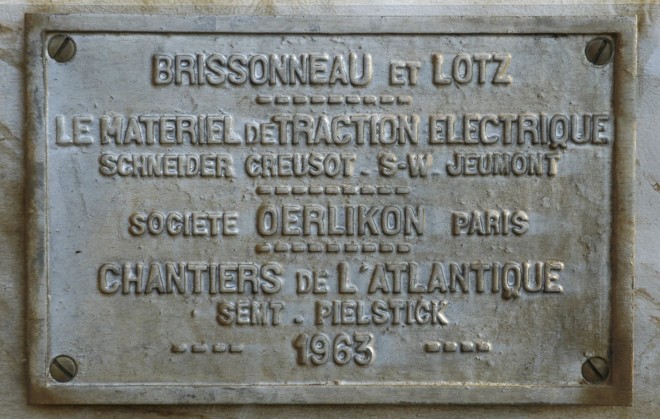 BRISSONNEAU ET LOTZ
LE MATERIEL DE TRACTION ELECTRIQUE
SCHNEIDER CREUSOT - S-W. JEUMONT
SOCIETE OERLIKON PARIS
CHANTIERS DE L'ATLANTIQUE
SEMT . PIELSTICK
1963